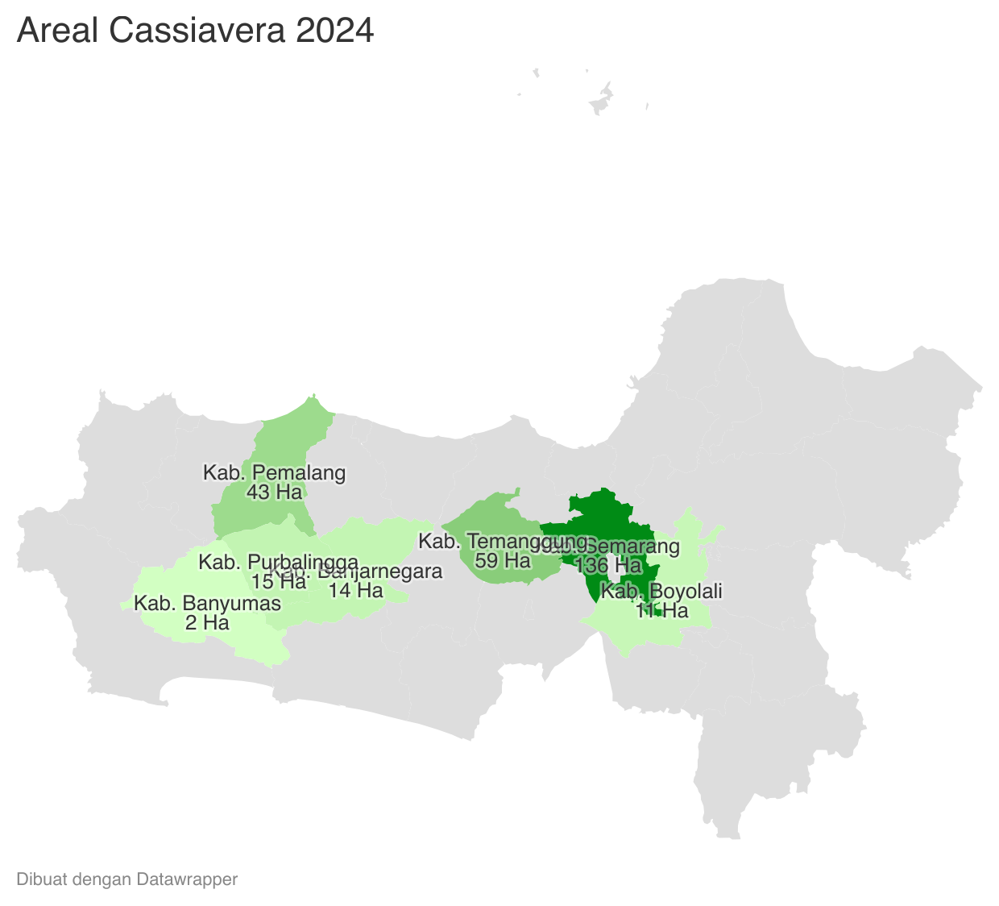 Areal Cassiavera 2024
Kab. Pemalang
43 Ha
Kab. Temanggung
59 Ha
Kab. Semarang
136 Ha
Kab. Purbalingga
15 Ha
Kab. Banjarnegara
14 Ha
Kab. Boyolali
11 Ha
Kab. Banyumas
2 Ha
Dibuat dengan Datawrapper